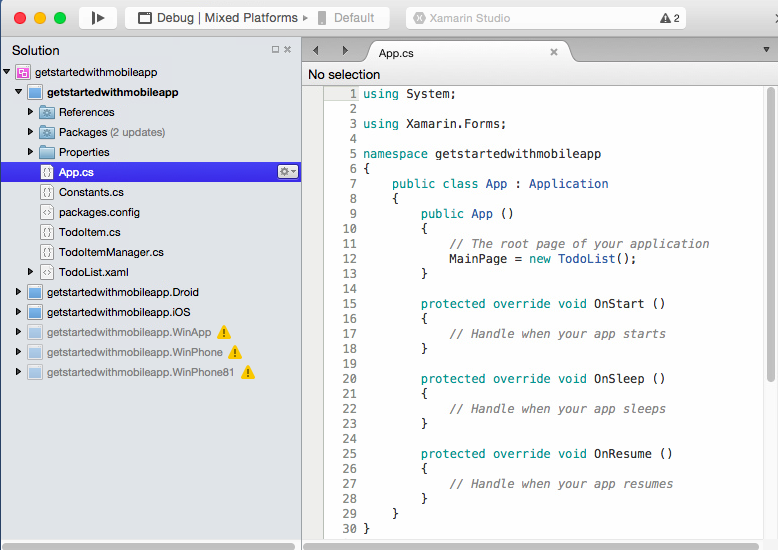 Debug | Mixed Platforms
Default
Xamarin Studio
2
Solution
getstartedwithmobileapp
getstartedwithmobileapp
References
Packages (2 updates)
Properties
App.cs
Constants.cs
packages.config
TodoItem.cs
TodoItemManager.cs
TodoList.xaml
getstartedwithmobileapp.Droid
getstartedwithmobileapp.iOS
getstartedwithmobileapp.WinApp
getstartedwithmobileapp.WinPhone
getstartedwithmobileapp.WinPhone81
App.cs
No selection
1 using System;
2
3 using Xamarin.Forms;
4
5 namespace getstartedwithmobileapp
6 {
7 public class App : Application
8 {
9 public App ()
10 {
11 // The root page of your application
12 MainPage = new TodoList();
13 }
14
15 protected override void OnStart ()
16 {
17 // Handle when your app starts
18 }
19
20 protected override void OnSleep ()
21 {
22 // Handle when your app sleeps
23 }
24
25 protected override void OnResume ()
26 {
27 // Handle when your app resumes
28 }
29 }
30 }